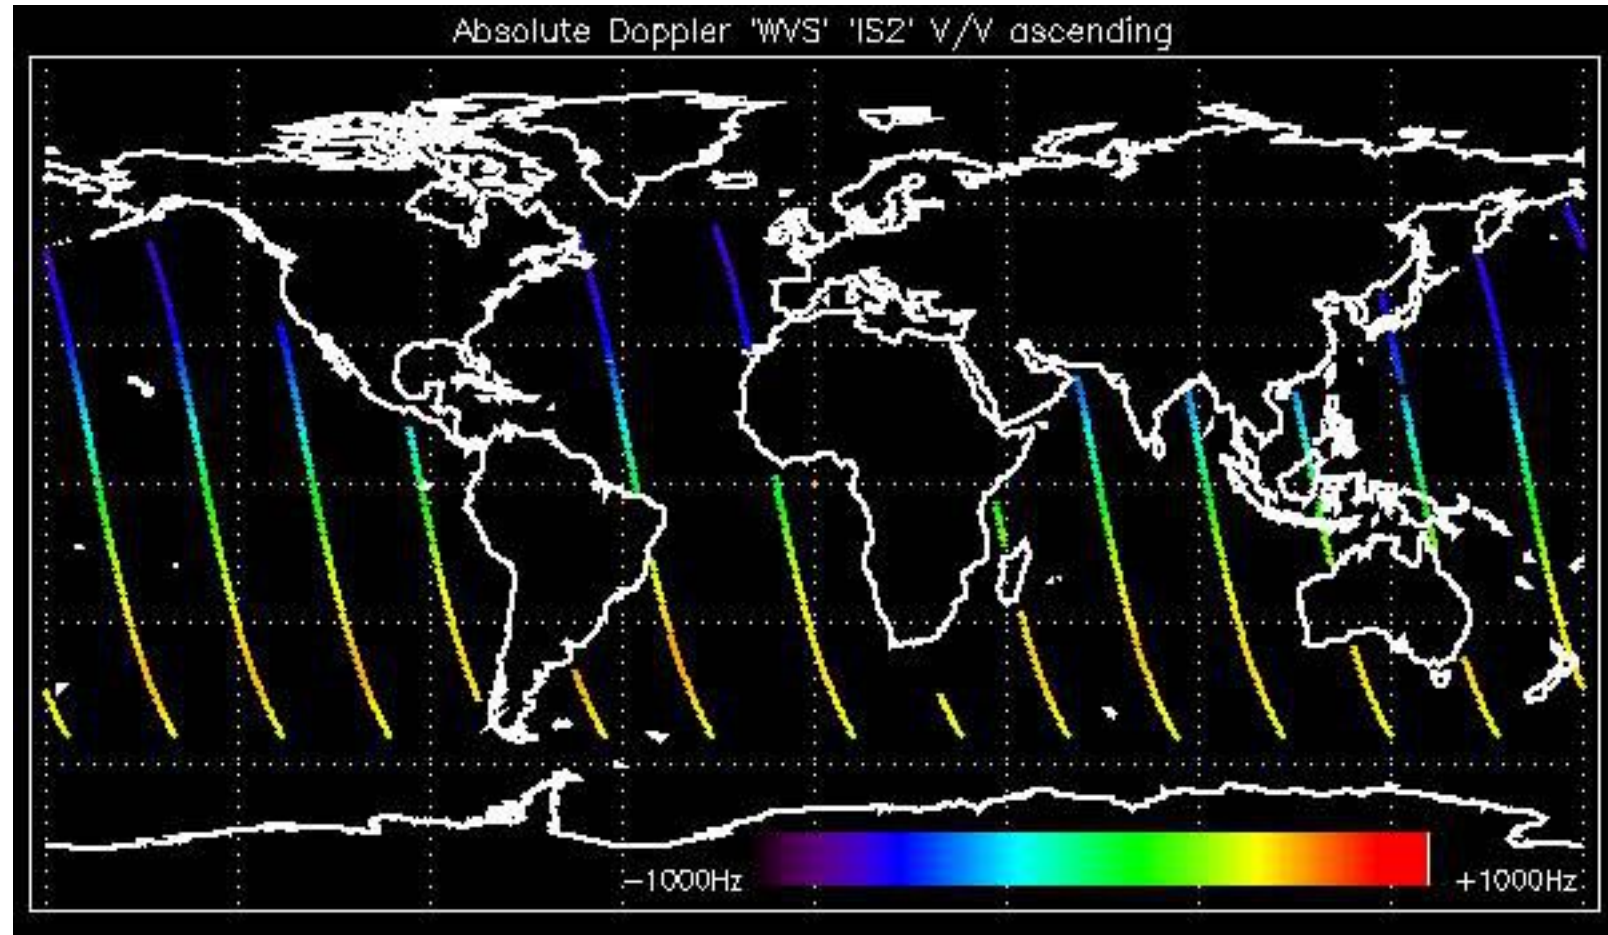 Absolute Doppler 'WVS' 'IS2' V/V ascending
−1000Hz +1000Hz